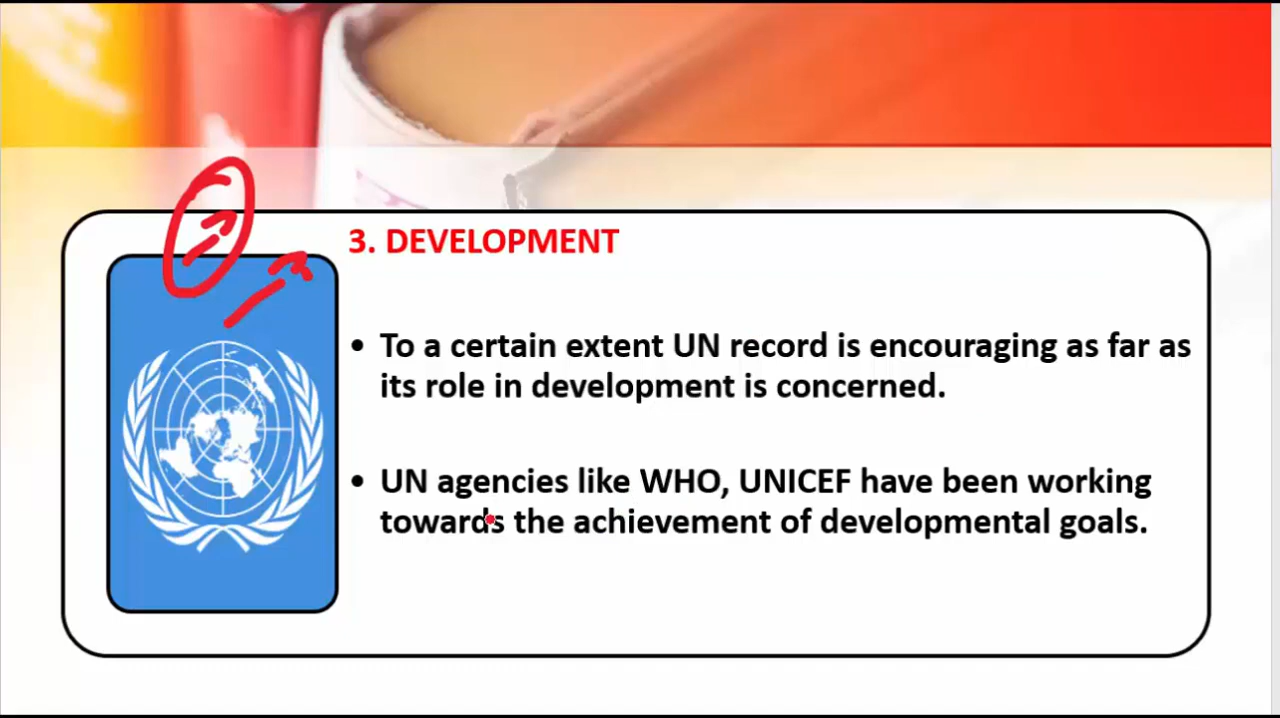 3. DEVELOPMENT
• To a certain extent UN record is encouraging as far as
its role in development is concerned.
• UN agencies like WHO, UNICEF have been working
towards the achievement of developmental goals.